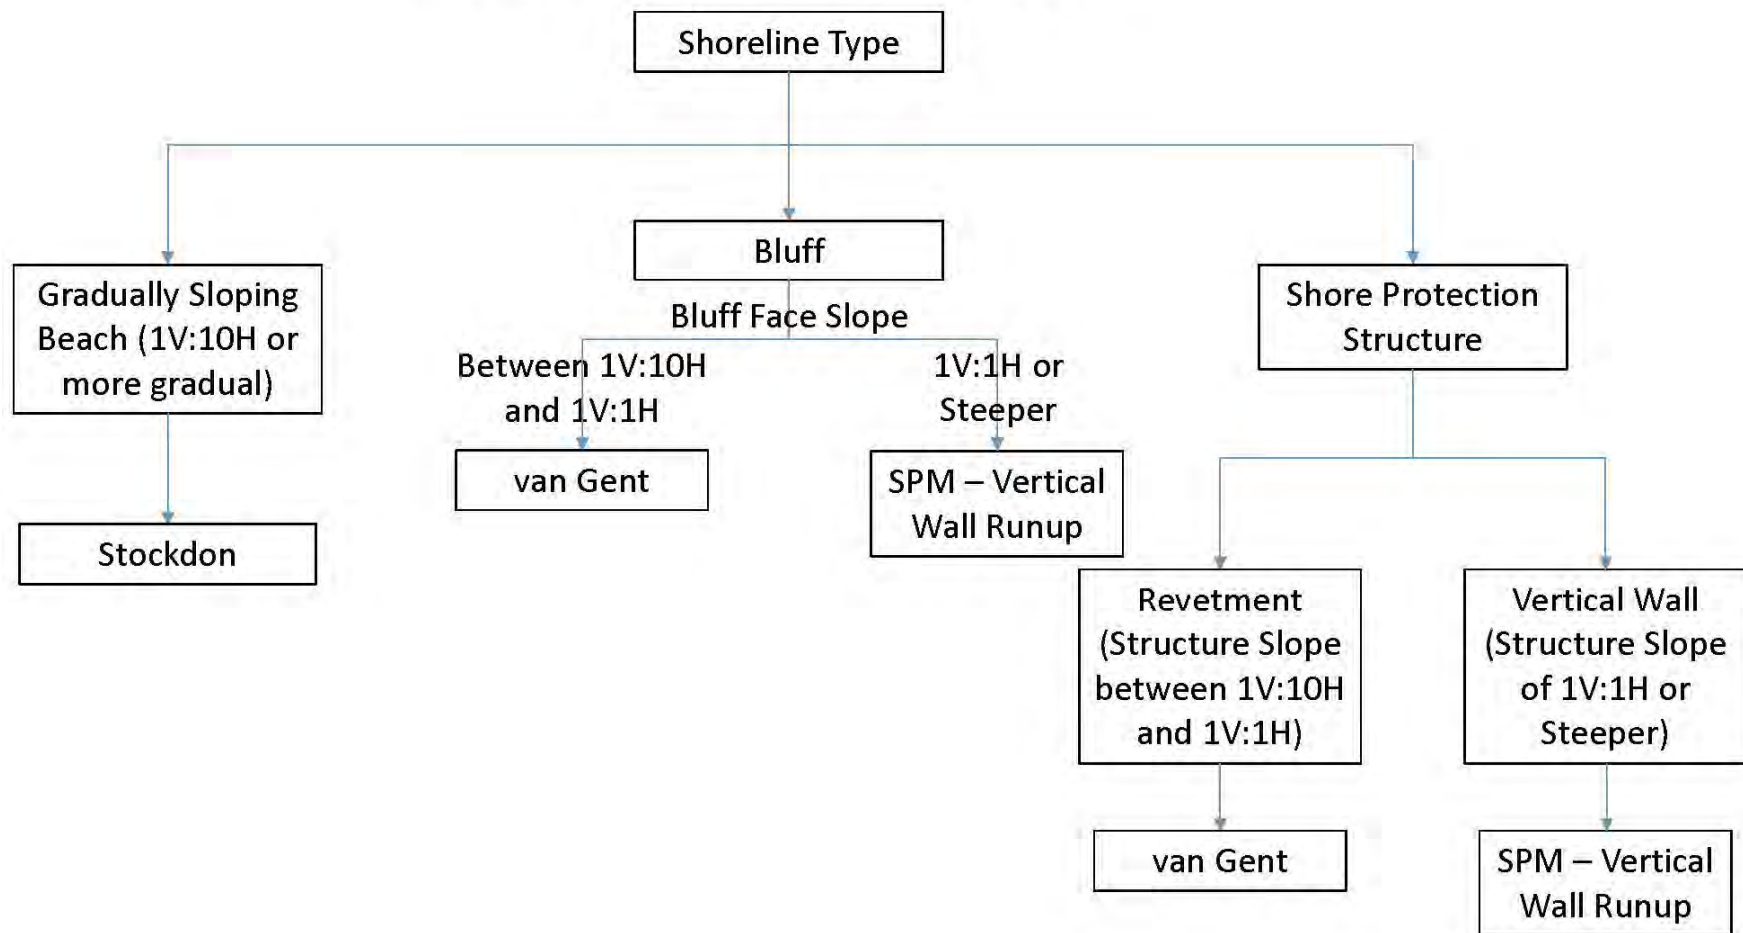 Shoreline Type
Gradually Sloping
Beach (1V:10H or
more gradual)
Stockdon
Bluff
Bluff Face Slope
Between 1V:10H
and 1V:1H
van Gent
1V:1H or
Steeper
SPM – Vertical
Wall Runup
Shore Protection
Structure
Revetment
(Structure Slope
between 1V:10H
and 1V:1H)
van Gent
Vertical Wall
(Structure Slope
of 1V:1H or
Steeper)
SPM – Vertical
Wall Runup